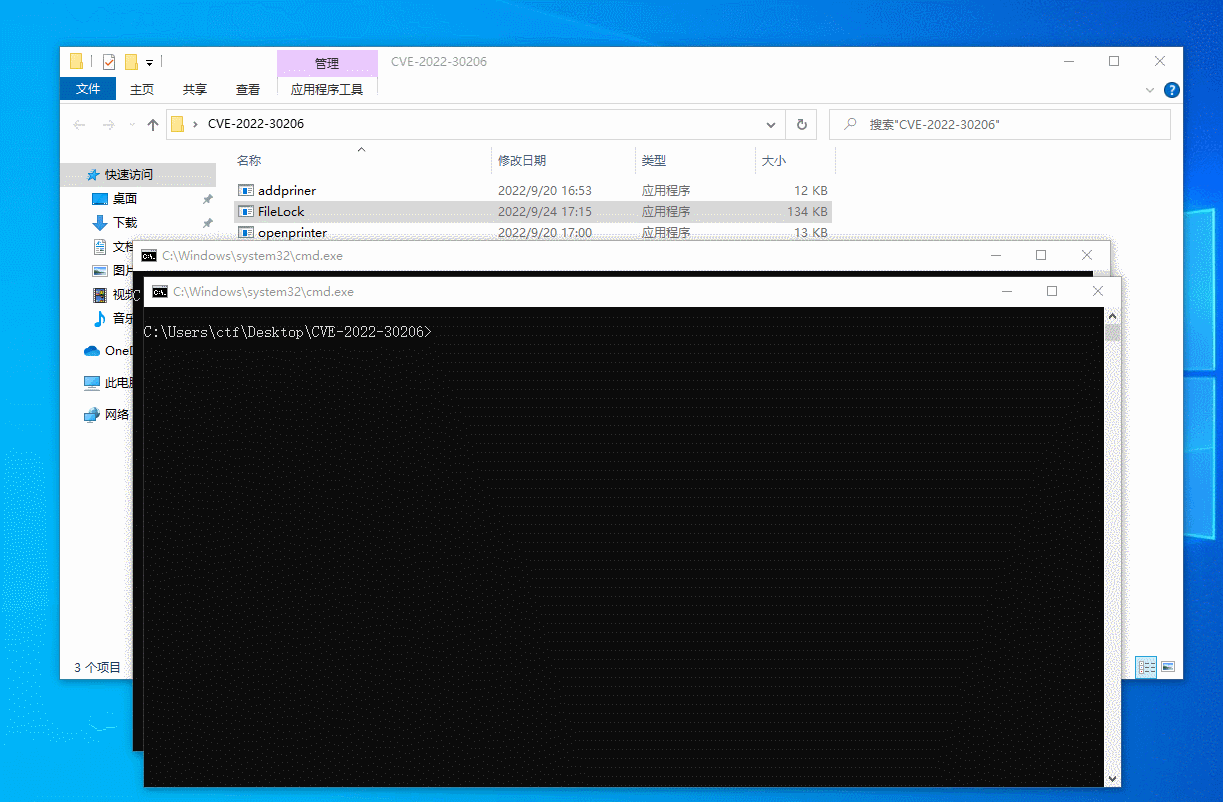 管理 CVE-2022-30206
文件 主页 共享 查看 应用程序工具
CVE-2022-30206 搜索"CVE-2022-30206"
名称 修改日期 类型 大小
快速访问
桌面
下载
文档
图片
视频
音乐
OneD
此电脑
网络
addpriner 2022/9/20 16:53 应用程序 12 KB
FileLock 2022/9/24 17:15 应用程序 134 KB
openprinter 2022/9/20 17:00 应用程序 13 KB
3 个项目
C:\Windows\system32\cmd.exe
C
C:\Windows\system32\cmd.exe
C:\Users\ctf\Desktop\CVE-2022-30206>